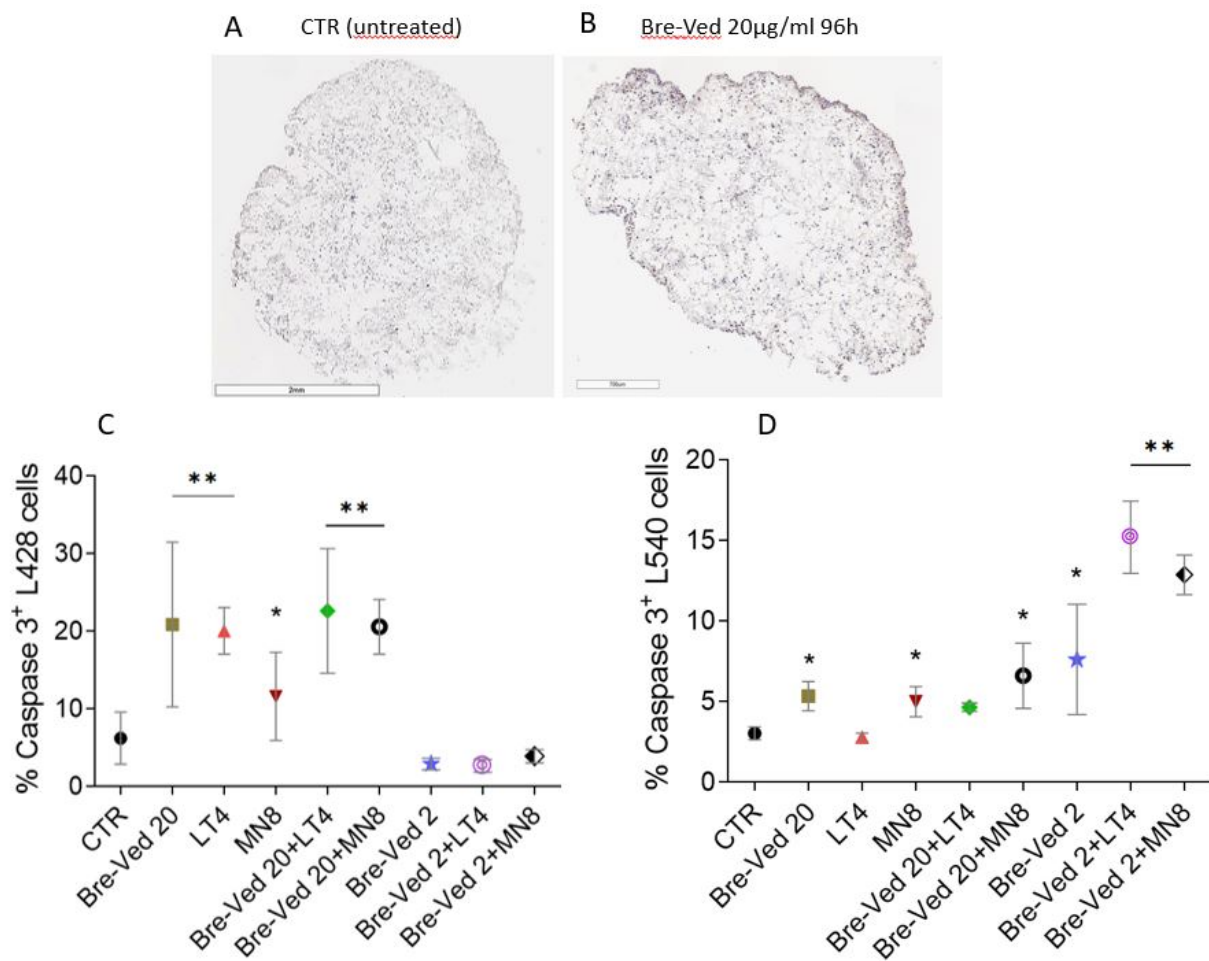 A CTR (untreated)
B Bre-Ved 20µg/ml 96h
2mm
700µm
C
% Caspase 3+ L428 cells
40
30
20
10
0
**
*
**
CTR
Bre-Ved 20
LT4
MN8
Bre-Ved 20+LT4
Bre-Ved 20+MN8
Bre-Ved 2
Bre-Ved 2+LT4
Bre-Ved 2+MN8
D
% Caspase 3+ L540 cells
20
15
10
5
0
*
*
*
*
**
CTR
Bre-Ved 20
LT4
MN8
Bre-Ved 20+LT4
Bre-Ved 20+MN8
Bre-Ved 2
Bre-Ved 2+LT4
Bre-Ved 2+MN8